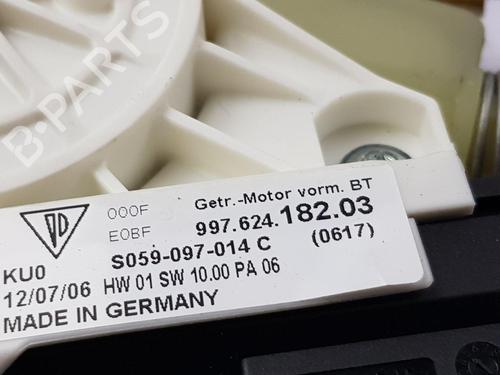 B-PARTS
000F
Getr.-Motor vorm. BT
E0BF
997.624.182.03
S059-097-014 C
(0617)
KU0
12/07/06 HW 01 SW 10.00 PA 06
MADE IN GERMANY